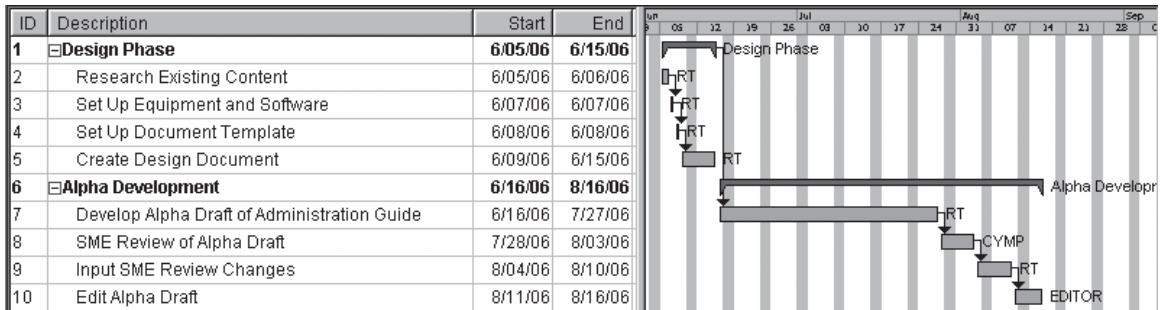 ID Description Start End Jun Jul Aug Sep
05 12 19 26 03 10 17 24 31 07 14 21 28
1 Design Phase 6/05/06 6/15/06 Design Phase
2 Research Existing Content 6/05/06 6/06/06 RT
3 Set Up Equipment and Software 6/07/06 6/07/06 RT
4 Set Up Document Template 6/08/06 6/08/06 RT
5 Create Design Document 6/09/06 6/15/06 RT
6 Alpha Development 6/16/06 8/16/06 Alpha Developr
7 Develop Alpha Draft of Administration Guide 6/16/06 7/27/06 RT
8 SME Review of Alpha Draft 7/28/06 8/03/06 CYMP
9 Input SME Review Changes 8/04/06 8/10/06 RT
10 Edit Alpha Draft 8/11/06 8/16/06 EDITOR